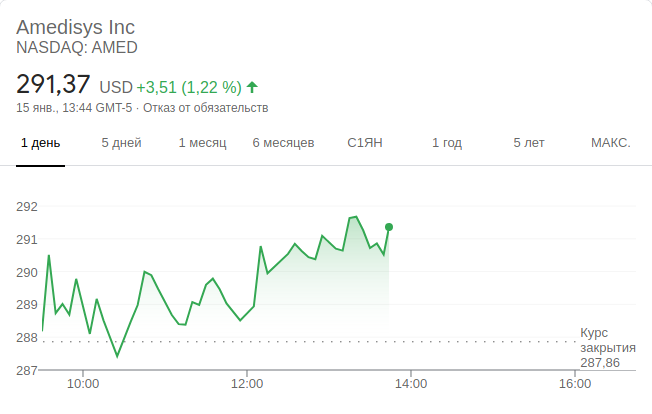 Amedisys Inc
NASDAQ: AMED
291,37 USD +3,51 (1,22 %)
15 янв., 13:44 GMT-5 · Отказ от обязательств
1 день 5 дней 1 месяц 6 месяцев С1ЯН 1 год 5 лет МАКС.
292
291
290
289
288
Курс
закрытия
287,86
287
10:00 12:00 14:00 16:00